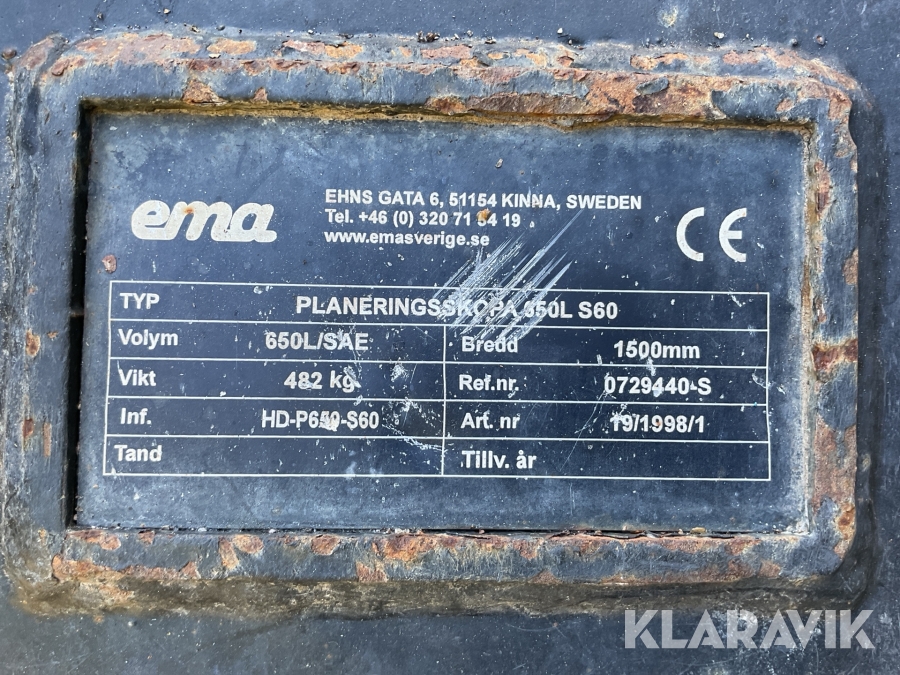 ema
EHNS GATA 6, 51154 KINNA, SWEDEN
Tel. +46 (0) 320 71 54 19
www.emasverige.se
CE
TYP PLANERINGSSKOPA 650L S60
Volym 650L/SAE Bredd 1500mm
Vikt 482 kg Ref.nr. 0729440-S
Inf. HD-P650-S60 Art. nr 19/1998/1
Tand Tillv. år
KLARAVIK